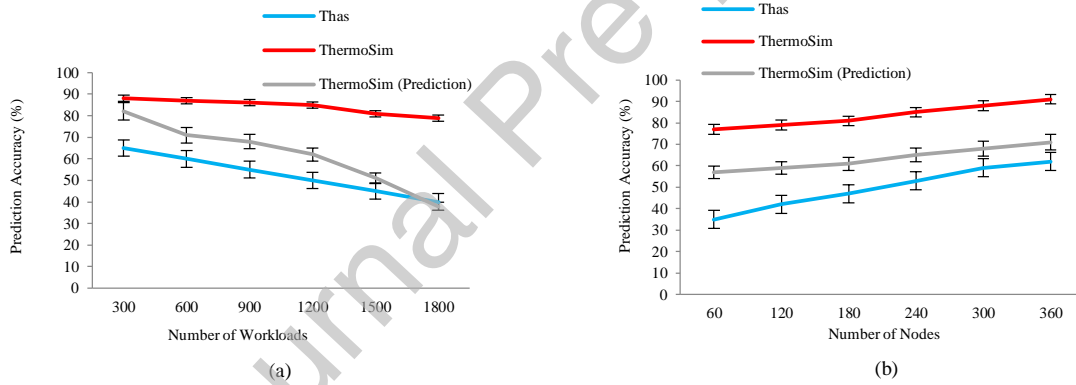 Thas
ThermoSim
ThermoSim (Prediction)
Prediction Accuracy (%)
100
90
80
70
60
50
40
30
20
10
0
300 600 900 1200 1500 1800
Number of Workloads
(a)
Thas
ThermoSim
ThermoSim (Prediction)
Prediction Accuracy (%)
100
90
80
70
60
50
40
30
20
10
0
60 120 180 240 300 360
Number of Nodes
(b)
urnal Pre